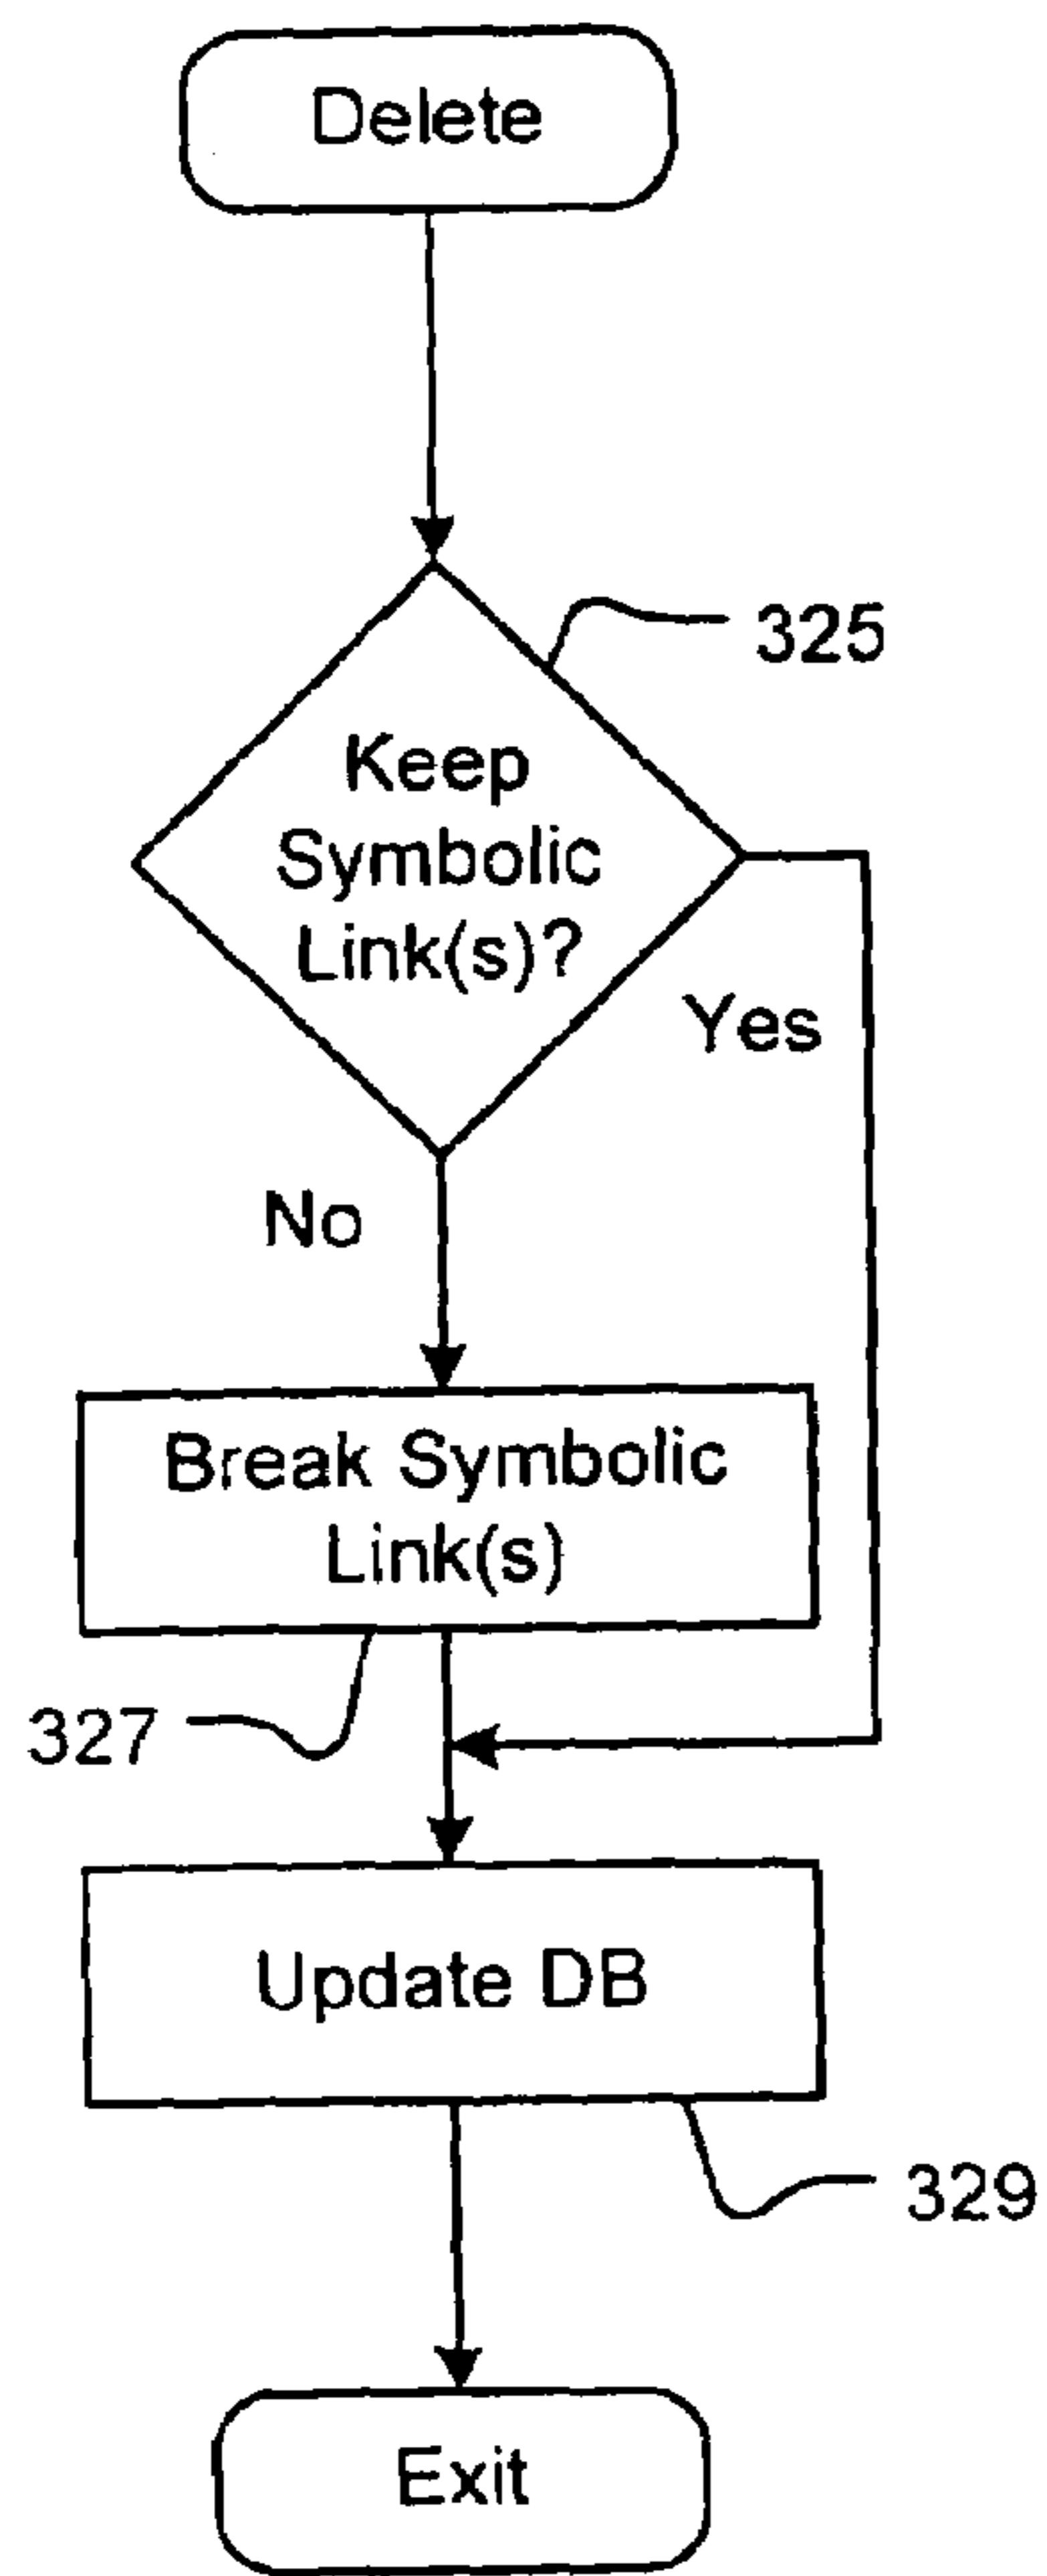 Delete
325
Keep
Symbolic
Link(s)?
Yes
No
Break Symbolic
Link(s)
327
Update DB
329
Exit